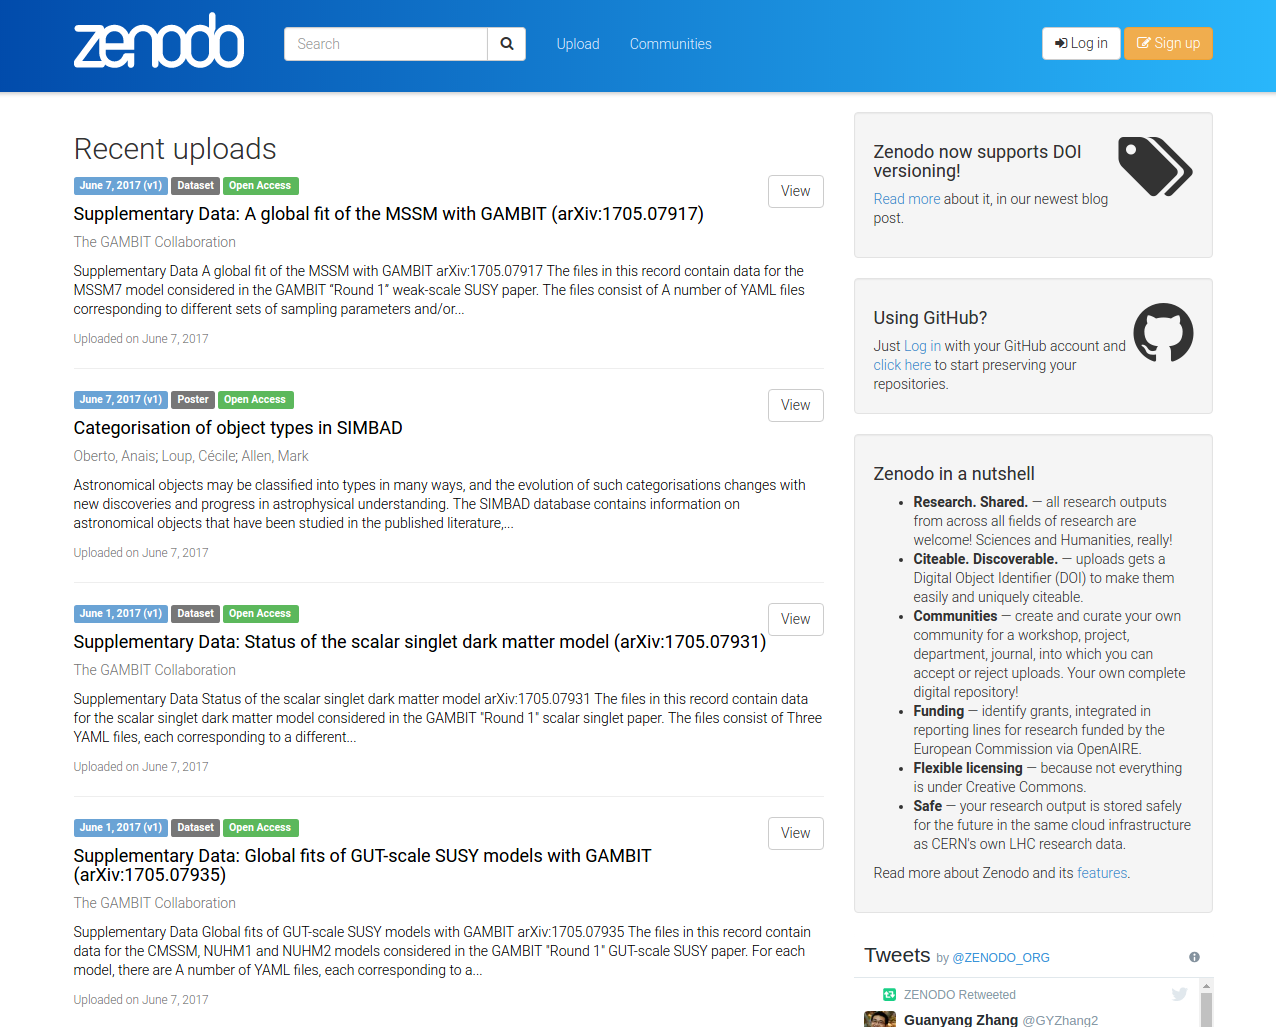 zenodo
Search
Upload
Communities
Log in
Sign up
Recent uploads
June 7, 2017 (v1) Dataset Open Access
View
Supplementary Data: A global fit of the MSSM with GAMBIT (arXiv:1705.07917)
The GAMBIT Collaboration
Supplementary Data A global fit of the MSSM with GAMBIT arXiv:1705.07917 The files in this record contain data for the
MSSM7 model considered in the GAMBIT “Round 1” weak-scale SUSY paper. The files consist of A number of YAML files
corresponding to different sets of sampling parameters and/or...
Uploaded on June 7, 2017
June 7, 2017 (v1) Poster Open Access
View
Categorisation of object types in SIMBAD
Oberto, Anais; Loup, Cécile; Allen, Mark
Astronomical objects may be classified into types in many ways, and the evolution of such categorisations changes with
new discoveries and progress in astrophysical understanding. The SIMBAD database contains information on
astronomical objects that have been studied in the published literature,...
Uploaded on June 7, 2017
June 1, 2017 (v1) Dataset Open Access
View
Supplementary Data: Status of the scalar singlet dark matter model (arXiv:1705.07931)
The GAMBIT Collaboration
Supplementary Data Status of the scalar singlet dark matter model arXiv:1705.07931 The files in this record contain data
for the scalar singlet dark matter model considered in the GAMBIT "Round 1" scalar singlet paper. The files consist of Three
YAML files, each corresponding to a different...
Uploaded on June 7, 2017
June 1, 2017 (v1) Dataset Open Access
View
Supplementary Data: Global fits of GUT-scale SUSY models with GAMBIT
(arXiv:1705.07935)
The GAMBIT Collaboration
Supplementary Data Global fits of GUT-scale SUSY models with GAMBIT arXiv:1705.07935 The files in this record contain
data for the CMSSM, NUHM1 and NUHM2 models considered in the GAMBIT "Round 1" GUT-scale SUSY paper. For each
model, there are A number of YAML files, each corresponding to a...
Uploaded on June 7, 2017
Zenodo now supports DOI
versioning!
Read more about it, in our newest blog
post.
Using GitHub?
Just Log in with your GitHub account and
click here to start preserving your
repositories.
Zenodo in a nutshell
• Research. Shared. — all research outputs
from across all fields of research are
welcome! Sciences and Humanities, really!
• Citeable. Discoverable. — uploads gets a
Digital Object Identifier (DOI) to make them
easily and uniquely citeable.
• Communities — create and curate your own
community for a workshop, project,
department, journal, into which you can
accept or reject uploads. Your own complete
digital repository!
• Funding — identify grants, integrated in
reporting lines for research funded by the
European Commission via OpenAIRE.
• Flexible licensing — because not everything
is under Creative Commons.
• Safe — your research output is stored safely
for the future in the same cloud infrastructure
as CERN's own LHC research data.
Read more about Zenodo and its features.
Tweets by @ZENODO_ORG
ZENODO Retweeted
Guanyang Zhang @GYZhang2